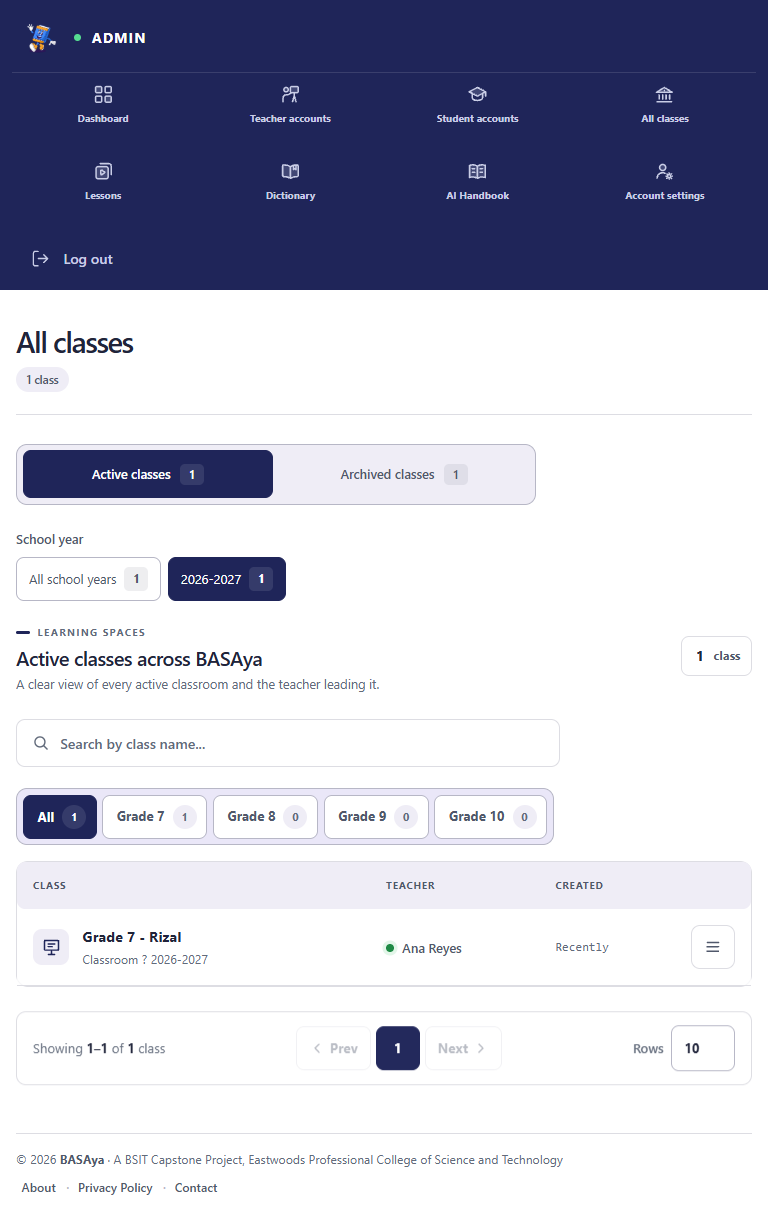 ADMIN
Dashboard
Teacher accounts
Student accounts
All classes
Lessons
Dictionary
AI Handbook
Account settings
Log out
All classes
1 class
Active classes 1
Archived classes 1
School year
All school years 1
2026-2027 1
LEARNING SPACES
Active classes across BASAya
1 class
A clear view of every active classroom and the teacher leading it.
Search by class name...
All 1
Grade 7 1
Grade 8 0
Grade 9 0
Grade 10 0
CLASS TEACHER CREATED
Grade 7 - Rizal
Classroom ? 2026-2027
Ana Reyes
Recently
Showing 1–1 of 1 class
Prev 1 Next
Rows 10
© 2026 BASAya · A BSIT Capstone Project, Eastwoods Professional College of Science and Technology
About · Privacy Policy · Contact